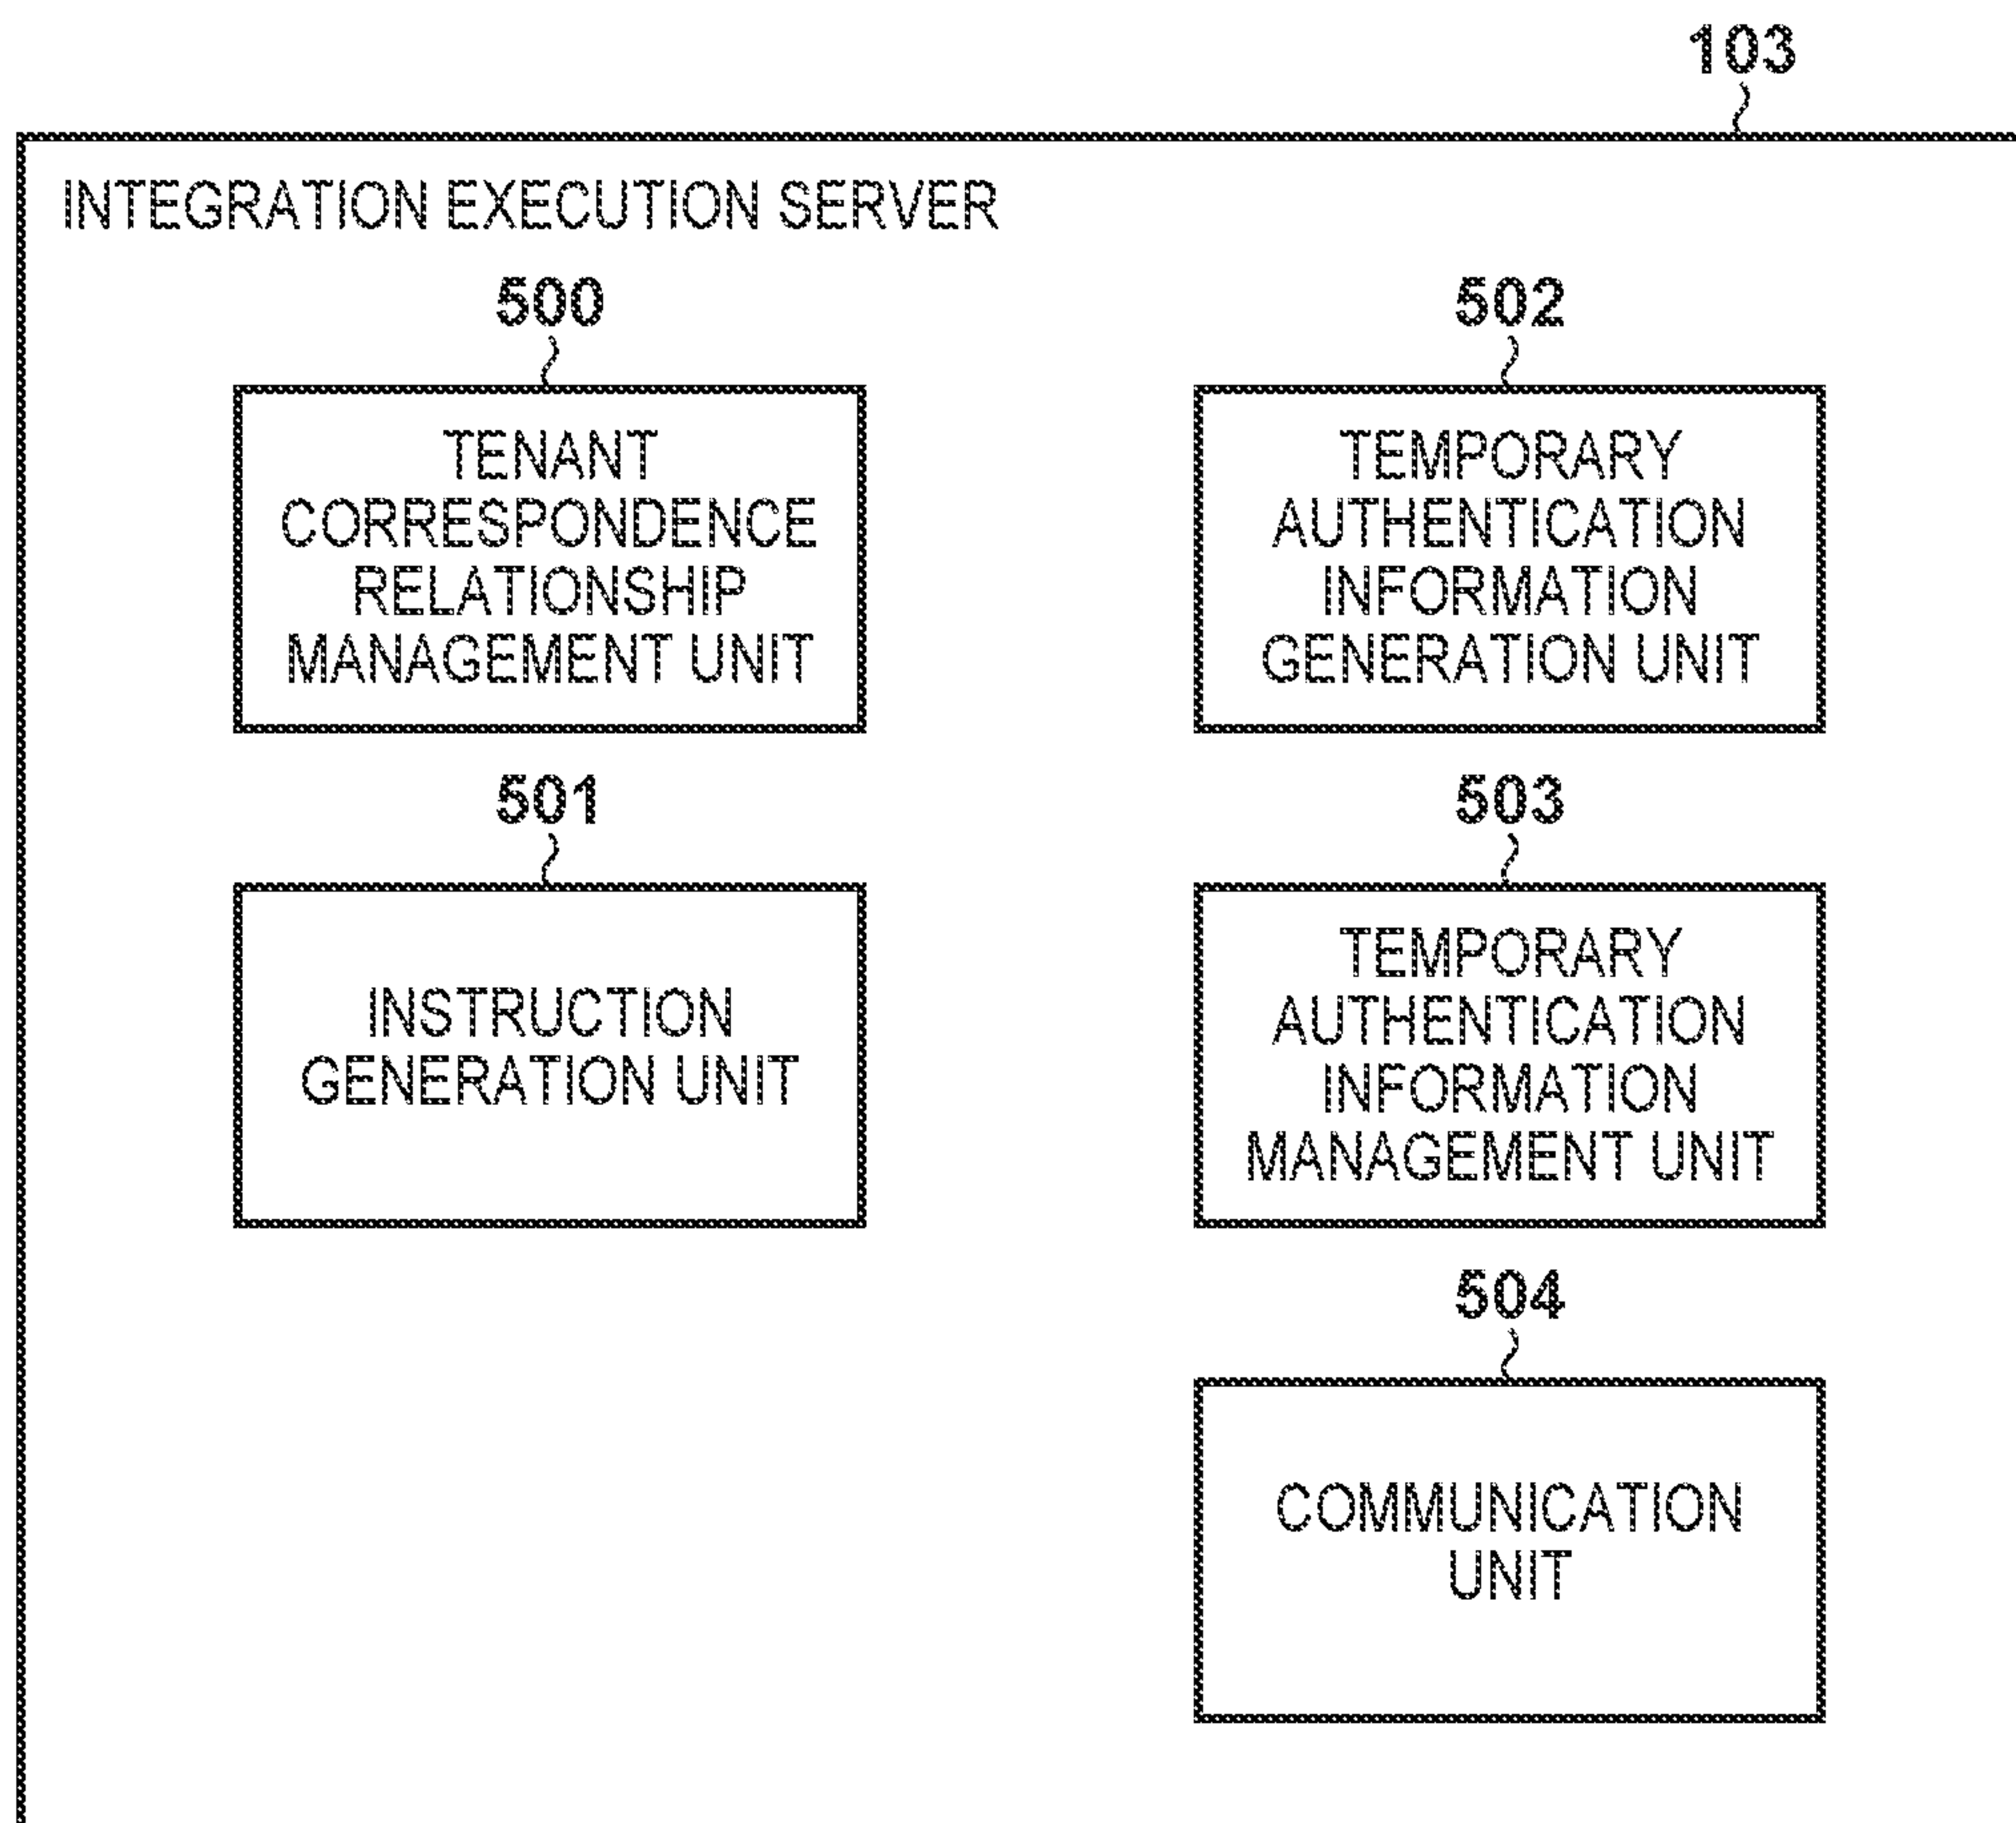 103
INTEGRATION EXECUTION SERVER
500
TENANT
CORRESPONDENCE
RELATIONSHIP
MANAGEMENT UNIT
502
TEMPORARY
AUTHENTICATION
INFORMATION
GENERATION UNIT
501
INSTRUCTION
GENERATION UNIT
503
TEMPORARY
AUTHENTICATION
INFORMATION
MANAGEMENT UNIT
504
COMMUNICATION
UNIT